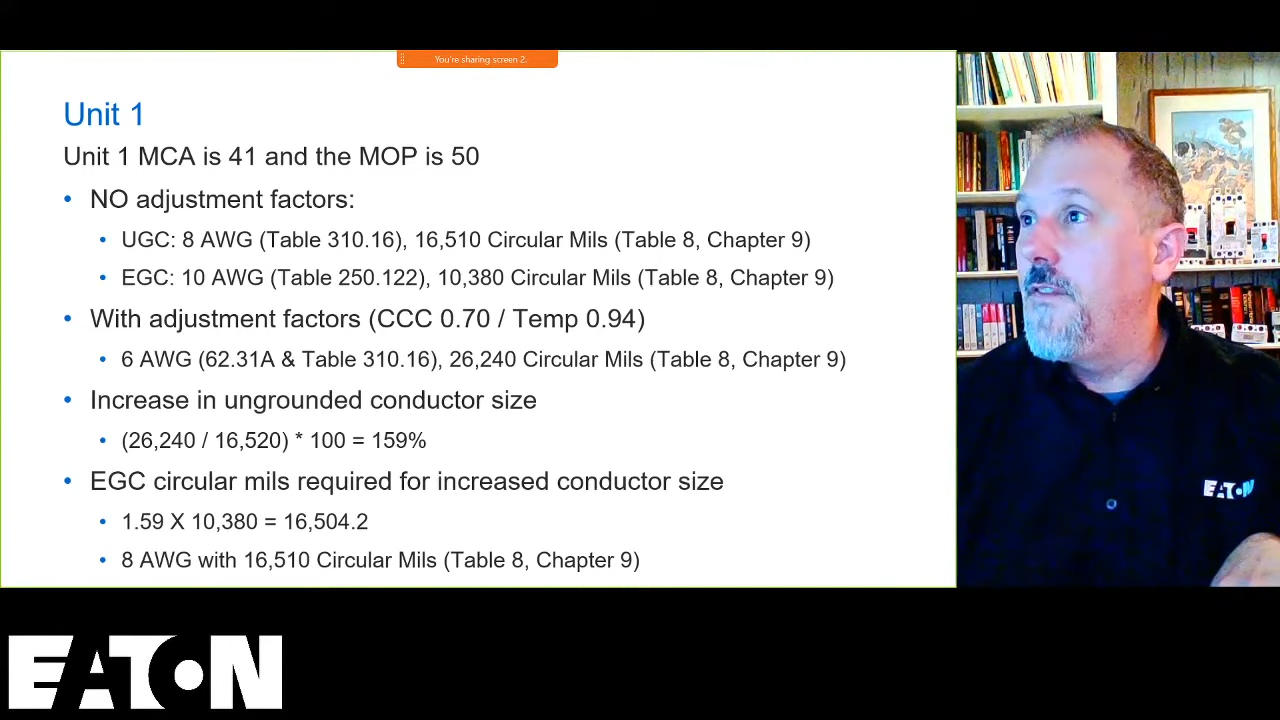 You're sharing screen 2.
Unit 1
Unit 1 MCA is 41 and the MOP is 50
• NO adjustment factors:
• UGC: 8 AWG (Table 310.16), 16,510 Circular Mils (Table 8, Chapter 9)
• EGC: 10 AWG (Table 250.122), 10,380 Circular Mils (Table 8, Chapter 9)
• With adjustment factors (CCC 0.70 / Temp 0.94)
• 6 AWG (62.31A & Table 310.16), 26,240 Circular Mils (Table 8, Chapter 9)
• Increase in ungrounded conductor size
• (26,240 / 16,520) * 100 = 159%
• EGC circular mils required for increased conductor size
• 1.59 X 10,380 = 16,504.2
• 8 AWG with 16,510 Circular Mils (Table 8, Chapter 9)
EATON
EATON